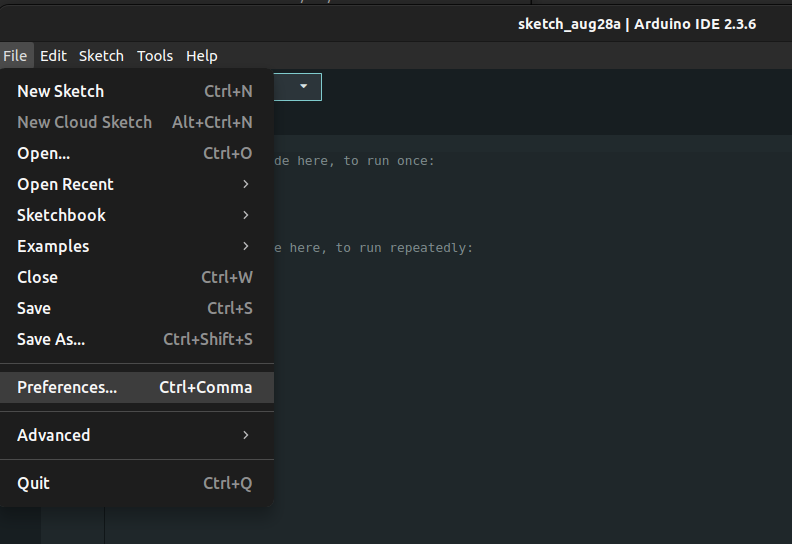 sketch_aug28a | Arduino IDE 2.3.6
File Edit Sketch Tools Help
New Sketch Ctrl+N
New Cloud Sketch Alt+Ctrl+N
Open... Ctrl+O
de here, to run once:
Open Recent
Sketchbook
Examples
e here, to run repeatedly:
Close Ctrl+W
Save Ctrl+S
Save As... Ctrl+Shift+S
Preferences... Ctrl+Comma
Advanced
Quit Ctrl+Q